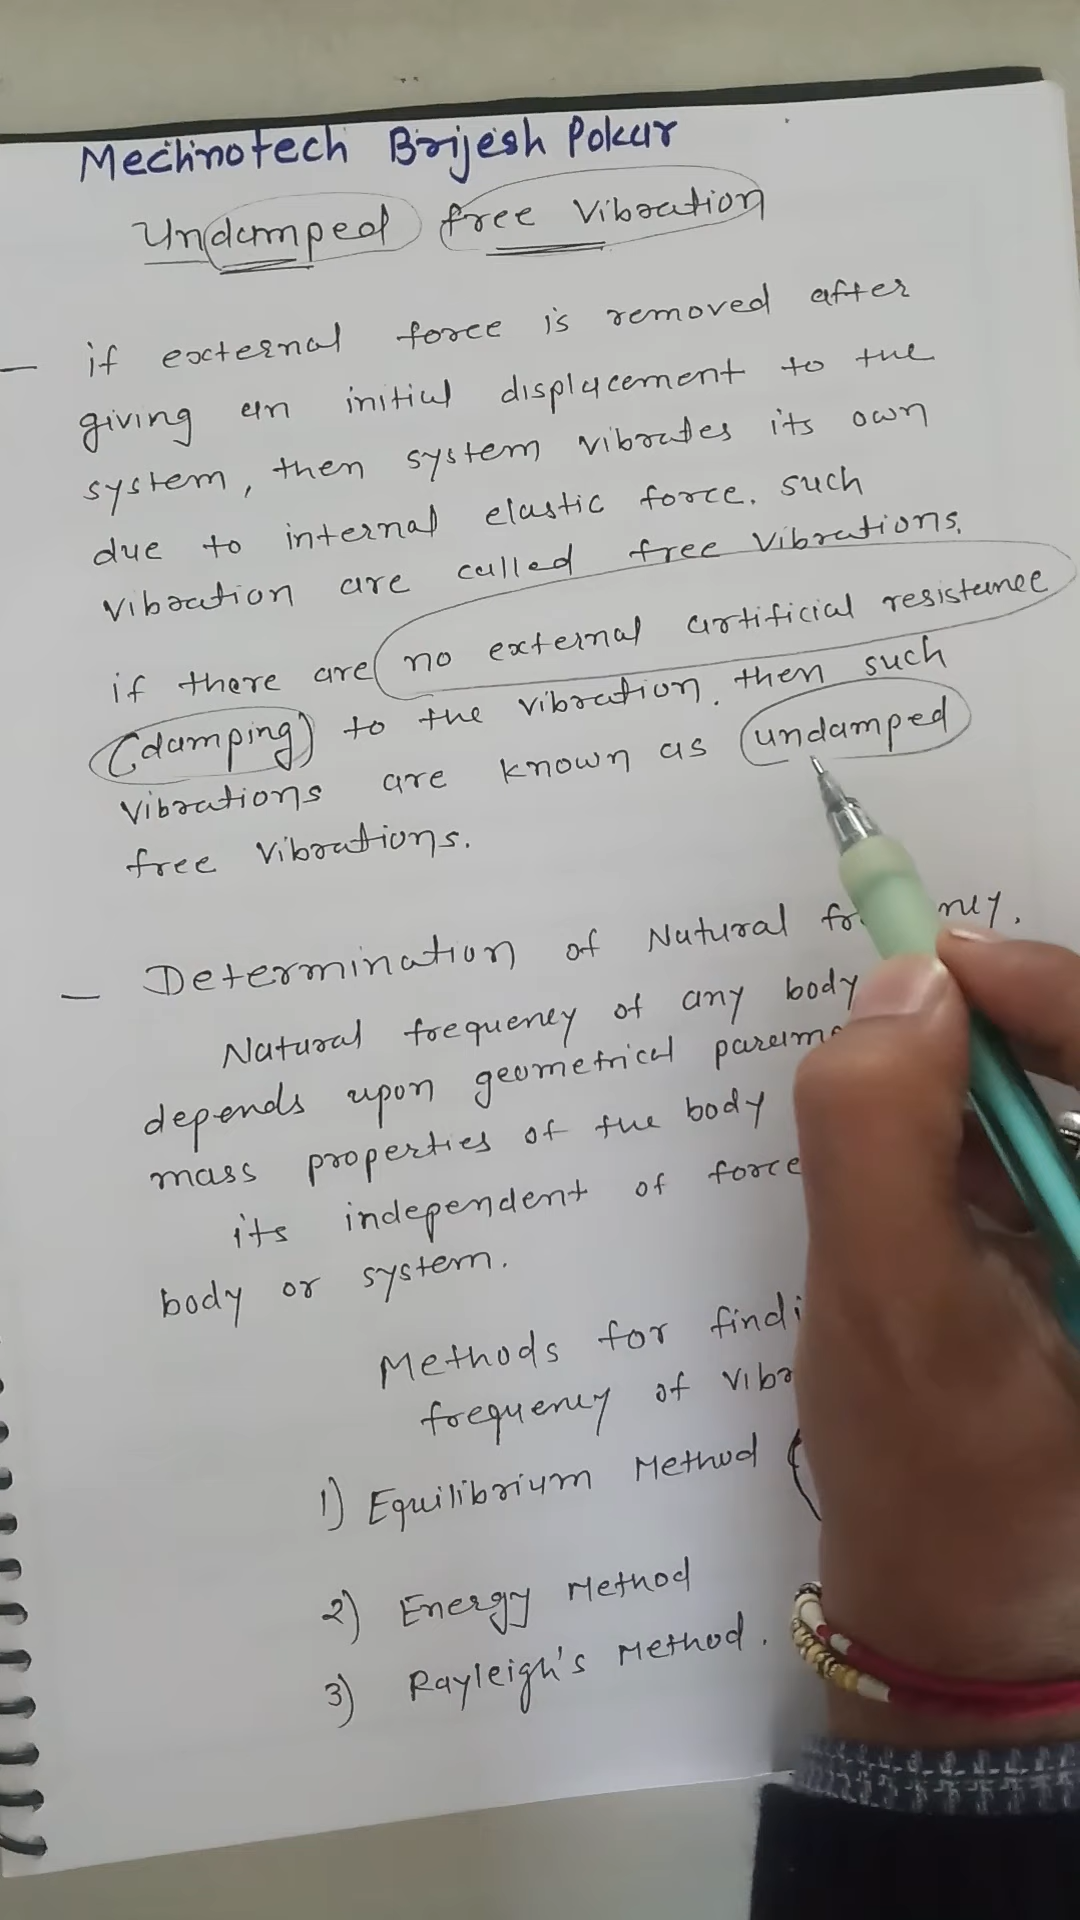 Mechnotech Brijesh Pokar
Undamped free Vibration
— if external force is removed after
giving an initial displacement to the
system, then system vibrates its own
due to internal elastic force. such
vibration are called free vibrations.
if there are no external artificial resistance
(damping) to the vibration. then such
vibrations are known as undamped
free vibrations.
— Determination of Natural
Natural frequency of any body
depends upon geometrical
mass properties of the body
its independent of force
body or system.
Methods for
frequency of
1) Equilibrium Method (
2) Energy Method
3) Rayleigh's Method.